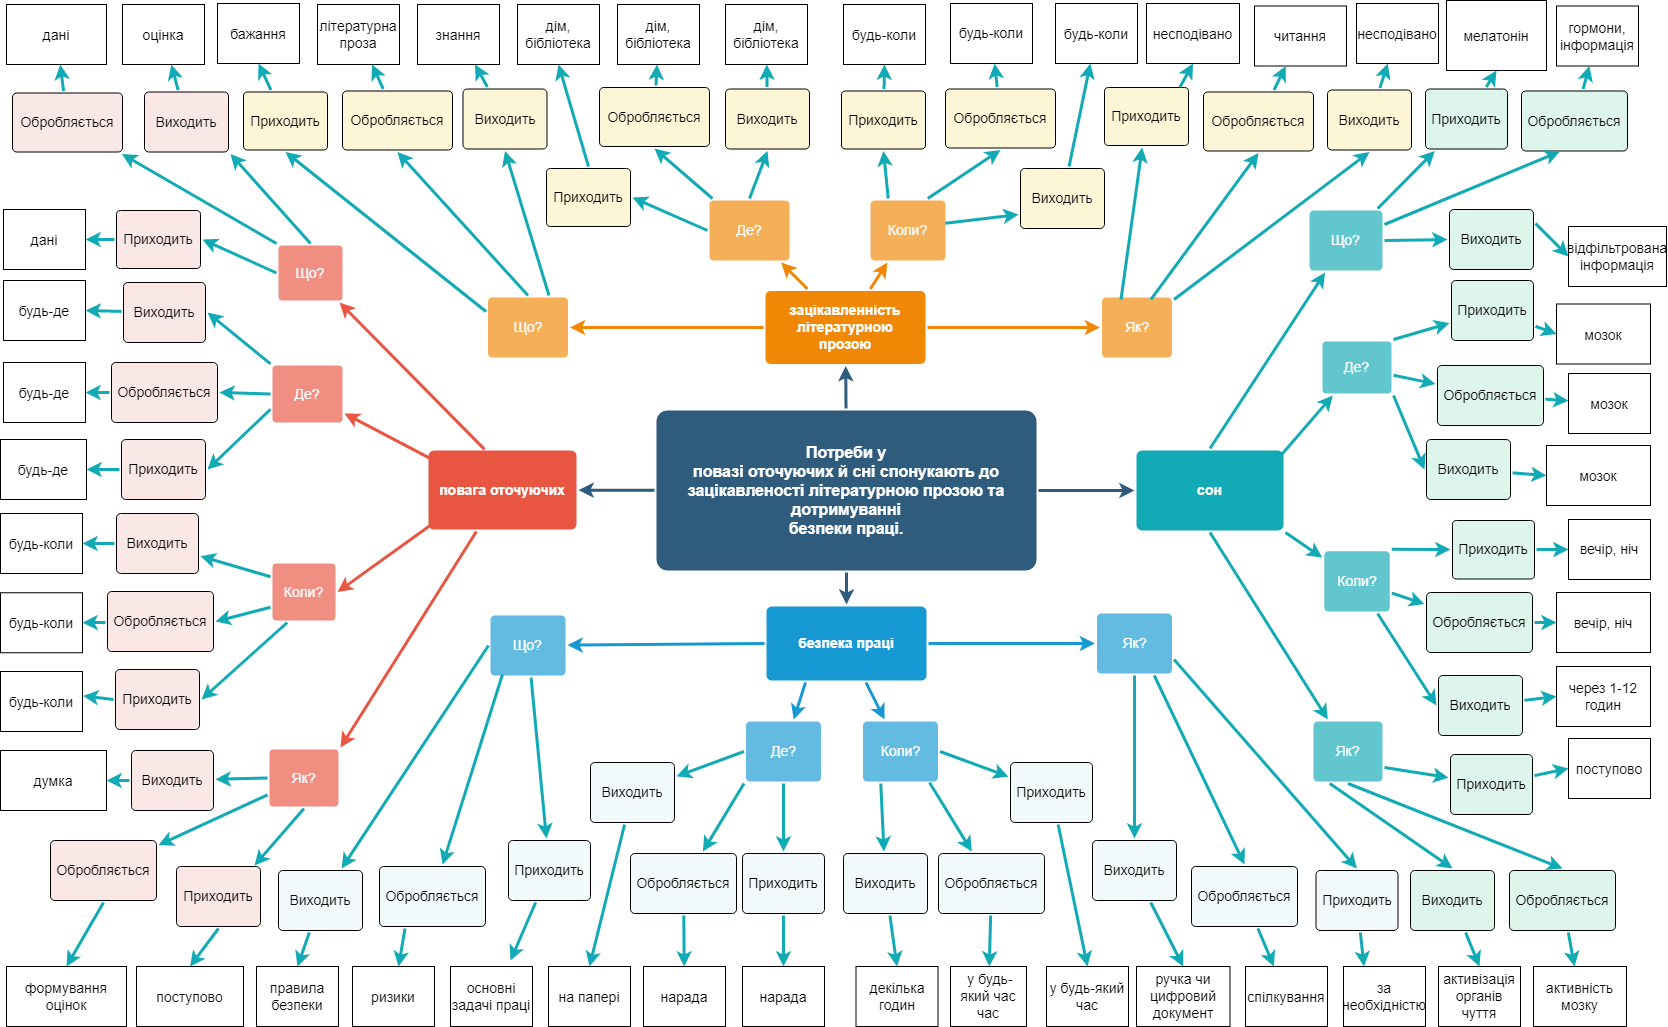 дані
оцінка
бажання
літературна
проза
знання
дім,
бібліотека
дім,
бібліотека
дім,
бібліотека
будь-коли
будь-коли
будь-коли
несподівано
читання
несподівано
мелатонін
гормони,
інформація
Обробляється
Виходить
Приходить
Обробляється
Виходить
Приходить
Обробляється
Виходить
Приходить
Обробляється
Виходить
Приходить
Обробляється
Виходить
Приходить
Обробляється
дані
Приходить
Що?
Що?
Де?
Коли?
зацікавленність
літературною
прозою
Як?
Що?
Виходить
відфільтрована
інформація
будь-де
Виходить
Де?
будь-де
Обробляється
будь-де
Приходить
Де?
Приходить
мозок
Обробляється
мозок
Виходить
мозок
Потреби у
повазі оточуючих й сні спонукають до
зацікавленості літературною прозою та
дотримуванні
безпеки праці.
повага оточуючих
сон
будь-коли
Виходить
Коли?
будь-коли
Обробляється
будь-коли
Приходить
Коли?
Приходить
вечір, ніч
Обробляється
вечір, ніч
Виходить
через 1-12
годин
Що?
безпека праці
Як?
Де?
Коли?
думка
Виходить
Як?
Як?
Приходить
поступово
Обробляється
Приходить
Виходить
Обробляється
Приходить
Виходить
Обробляється
Приходить
Виходить
Обробляється
Приходить
Виходить
Обробляється
Приходить
Виходить
Обробляється
формування
оцінок
поступово
правила
безпеки
ризики
основні
задачі праці
на папері
нарада
нарада
декілька
годин
у будь-
який час
час
у будь-який
час
ручка чи
цифровий
документ
спілкування
за
необхідністю
активізація
органів
чуття
активність
мозку